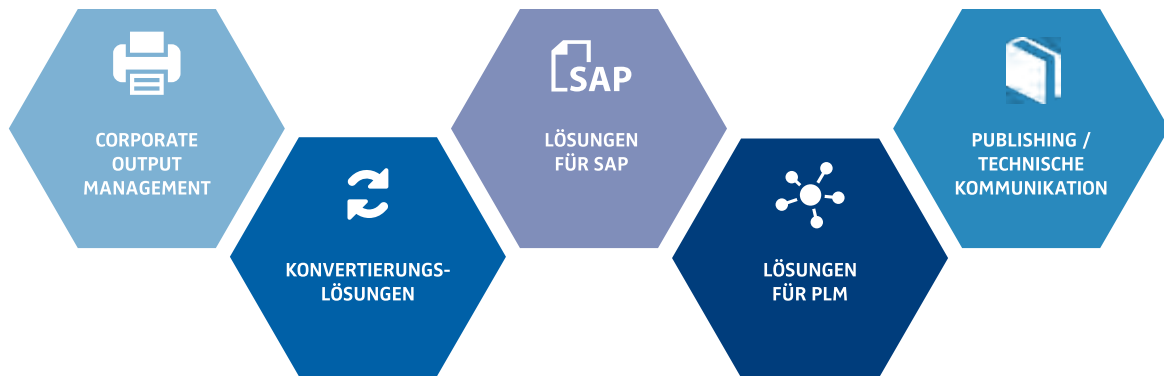 CORPORATE
OUTPUT
MANAGEMENT
KONVERTIERUNGS-
LÖSUNGEN
SAP
LÖSUNGEN
FÜR SAP
LÖSUNGEN
FÜR PLM
PUBLISHING /
TECHNISCHE
KOMMUNIKATION